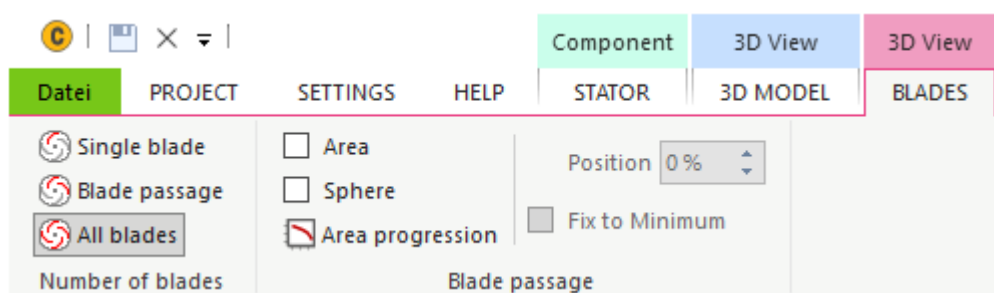 C
Component 3D View 3D View
Datei PROJECT SETTINGS HELP STATOR 3D MODEL BLADES
Single blade Area Position 0 %
Blade passage Sphere Fix to Minimum
All blades Area progression
Number of blades Blade passage